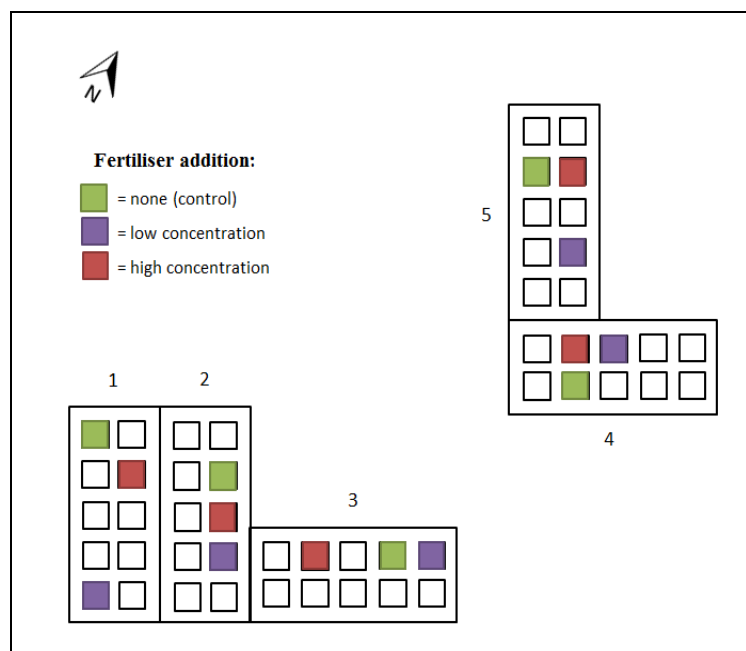 N
Fertiliser addition:
= none (control)
= low concentration
= high concentration
5
1
2
4
3